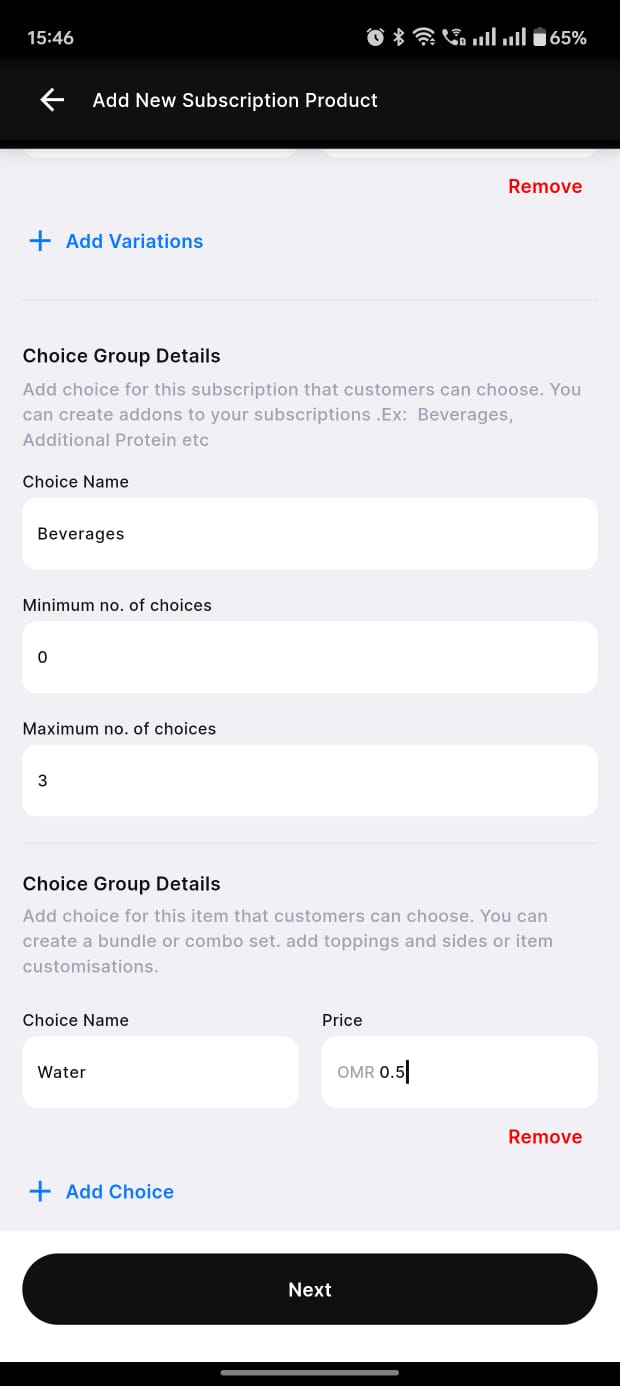 15:46
65%
Add New Subscription Product
Remove
+ Add Variations
Choice Group Details
Add choice for this subscription that customers can choose. You
can create addons to your subscriptions .Ex:  Beverages,
Additional Protein etc
Choice Name
Beverages
Minimum no. of choices
0
Maximum no. of choices
3
Choice Group Details
Add choice for this item that customers can choose. You can
create a bundle or combo set. add toppings and sides or item
customisations.
Choice Name
Price
Water
OMR 0.5
Remove
+ Add Choice
Next